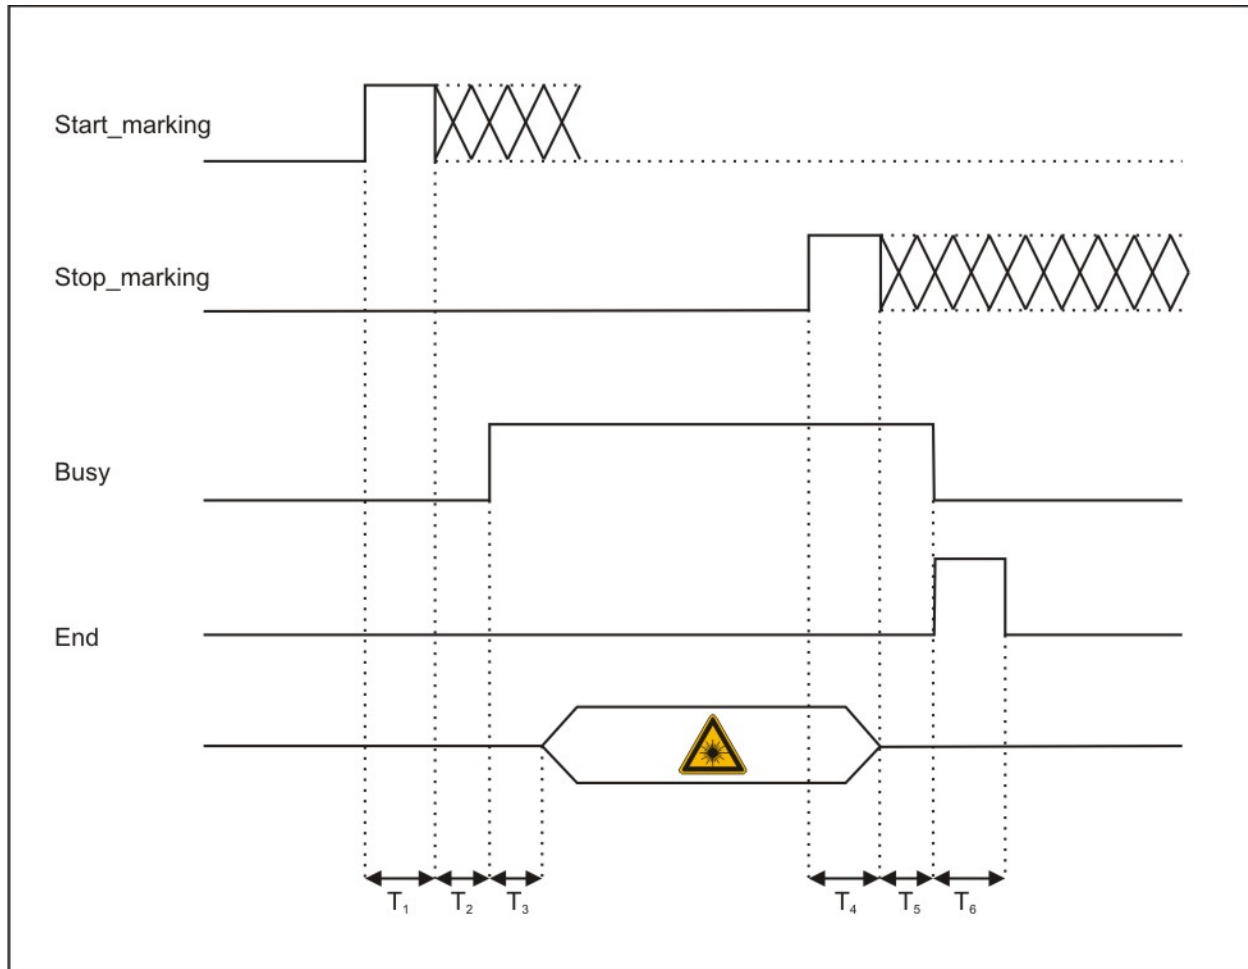 Start_marking
Stop_marking
Busy
End
T₁ T₂ T₃ T₄ T₅ T₆